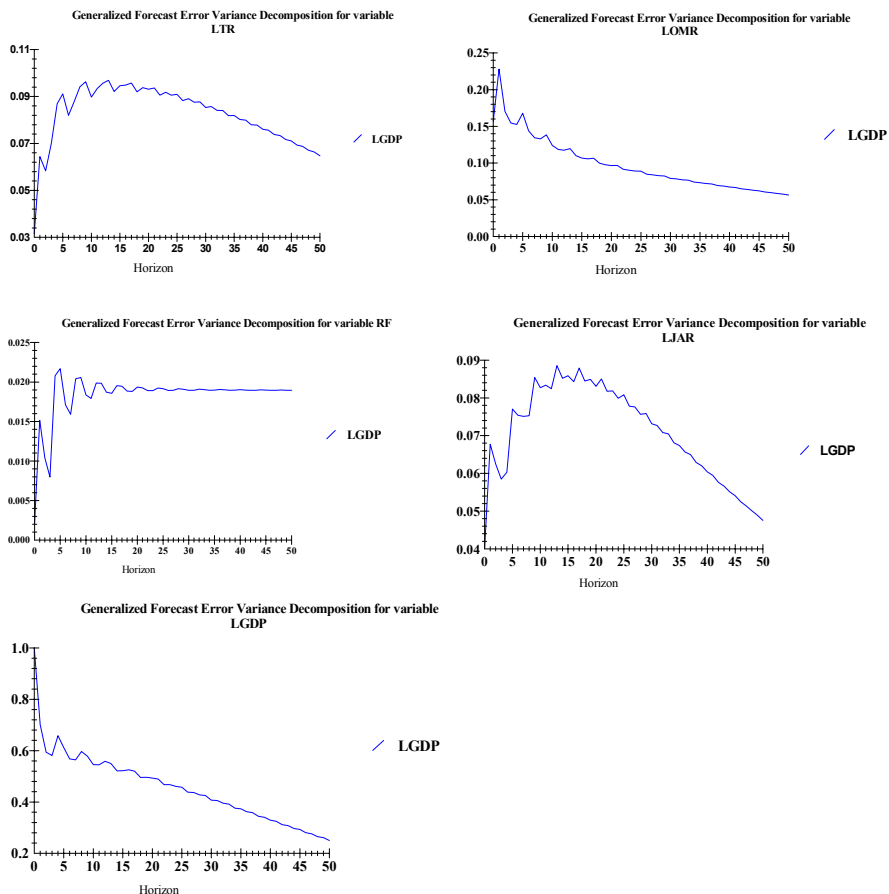 Generalized Forecast Error Variance Decomposition for variable
LTR
0.11
0.09
0.07
0.05
0.03
0 5 10 15 20 25 30 35 40 45 50
Horizon
LGDP
Generalized Forecast Error Variance Decomposition for variable
LOMR
0.25
0.20
0.15
0.10
0.05
0.00
0 5 10 15 20 25 30 35 40 45 50
Horizon
LGDP
Generalized Forecast Error Variance Decomposition for variable RF
0.025
0.020
0.015
0.010
0.005
0.000
0 5 10 15 20 25 30 35 40 45 50
Horizon
LGDP
Generalized Forecast Error Variance Decomposition for variable
LJAR
0.09
0.08
0.07
0.06
0.05
0.04
0 5 10 15 20 25 30 35 40 45 50
Horizon
LGDP
Generalized Forecast Error Variance Decomposition for variable
LGDP
1.0
0.8
0.6
0.4
0.2
0 5 10 15 20 25 30 35 40 45 50
Horizon
LGDP